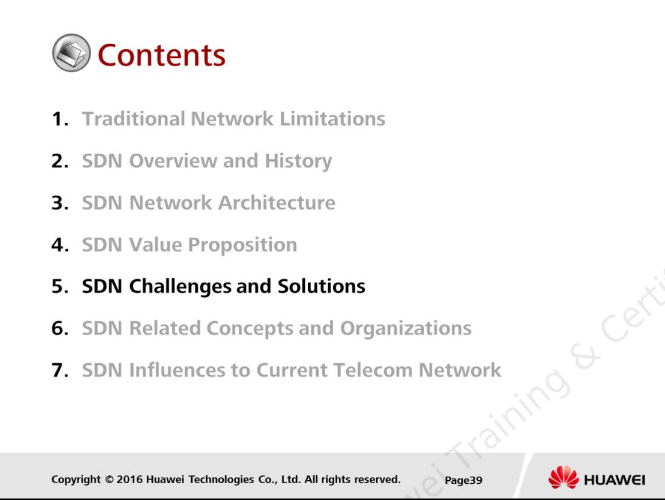 Contents
1. Traditional Network Limitations
2. SDN Overview and History
3. SDN Network Architecture
4. SDN Value Proposition
5. SDN Challenges and Solutions
6. SDN Related Concepts and Organizations
7. SDN Influences to Current Telecom Network
Training &
Copyright © 2016 Huawei Technologies Co., Ltd. All rights reserved. Page39 HUAWEI